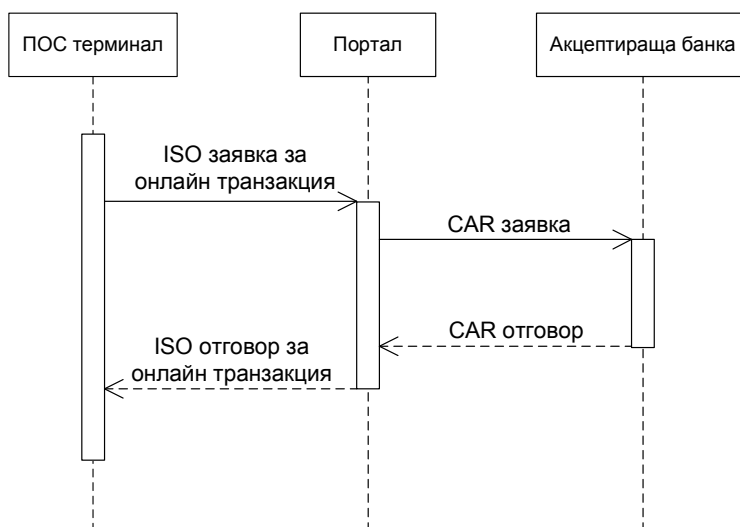 ПОС терминал
Портал
Акцептираща банка
ISO заявка за
онлайн транзакция
CAR заявка
CAR отговор
ISO отговор за
онлайн транзакция